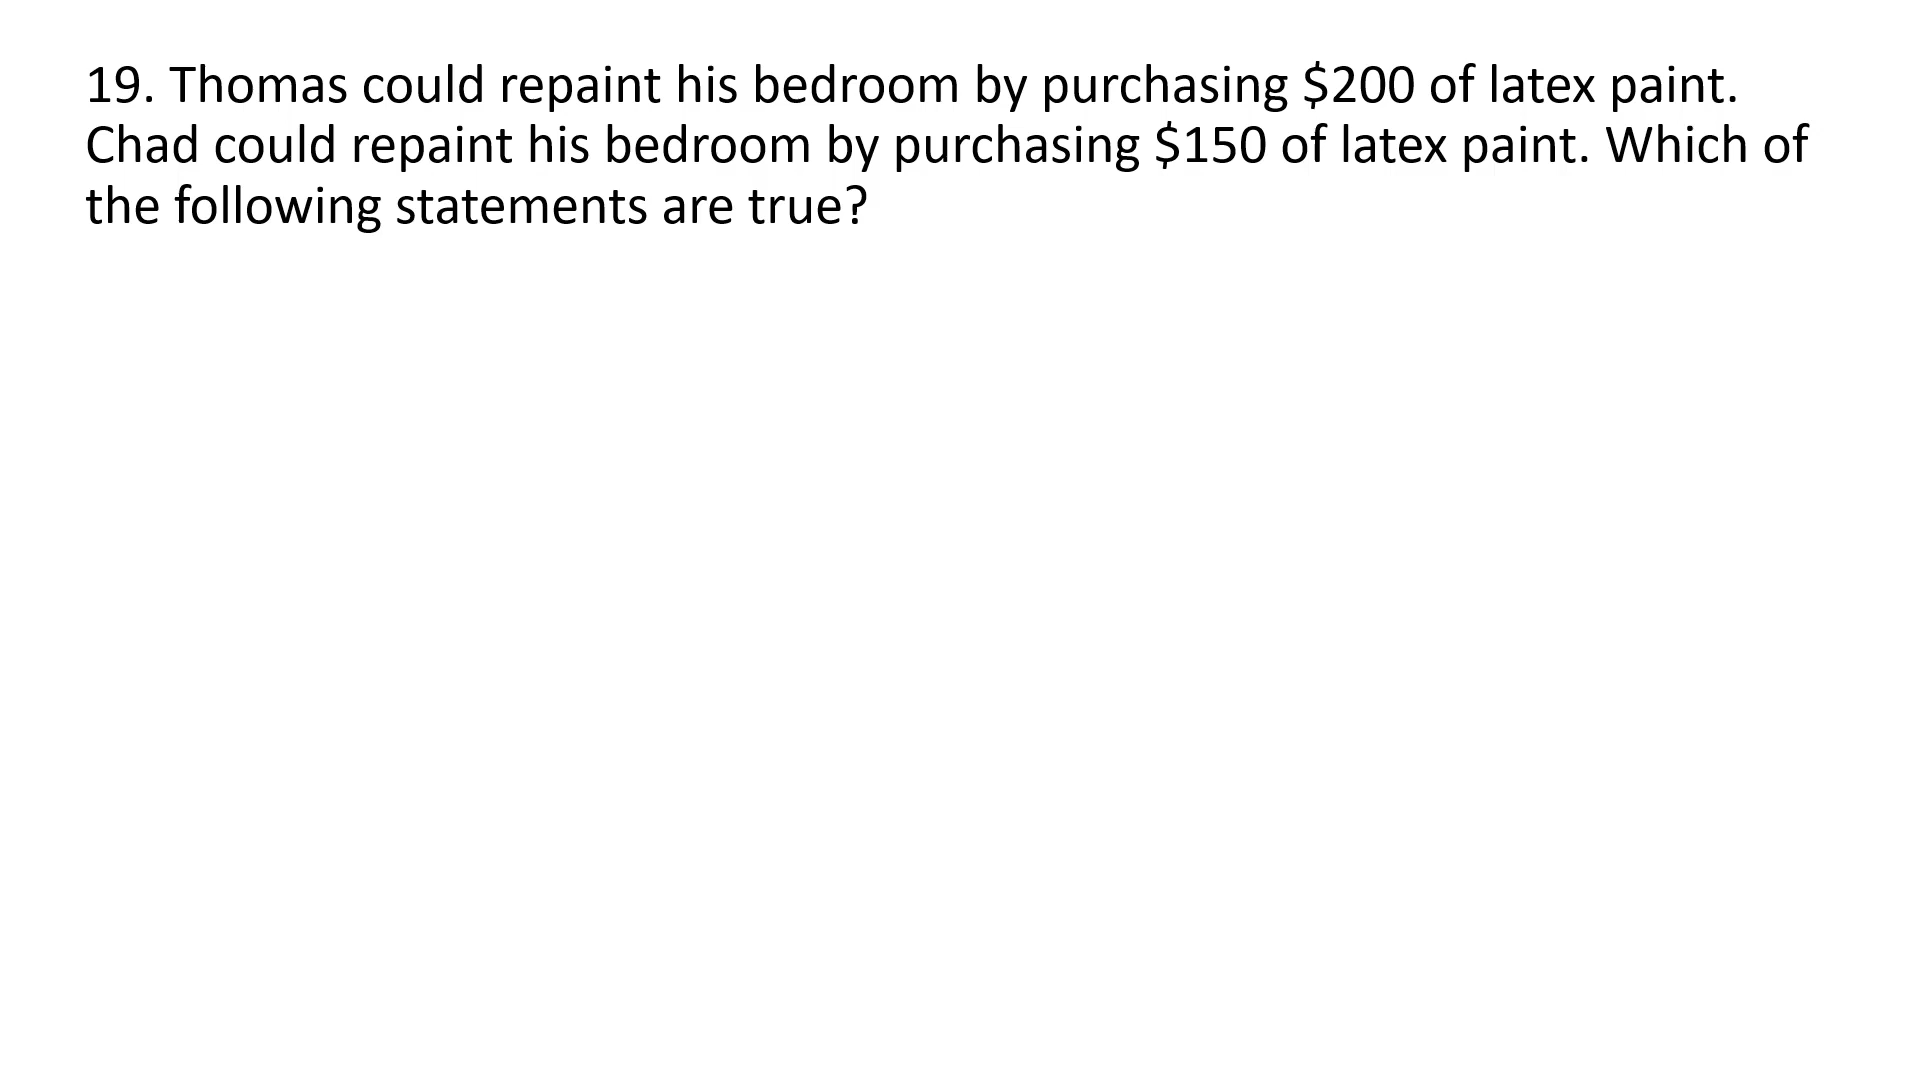 19. Thomas could repaint his bedroom by purchasing $200 of latex paint.
Chad could repaint his bedroom by purchasing $150 of latex paint. Which of
the following statements are true?